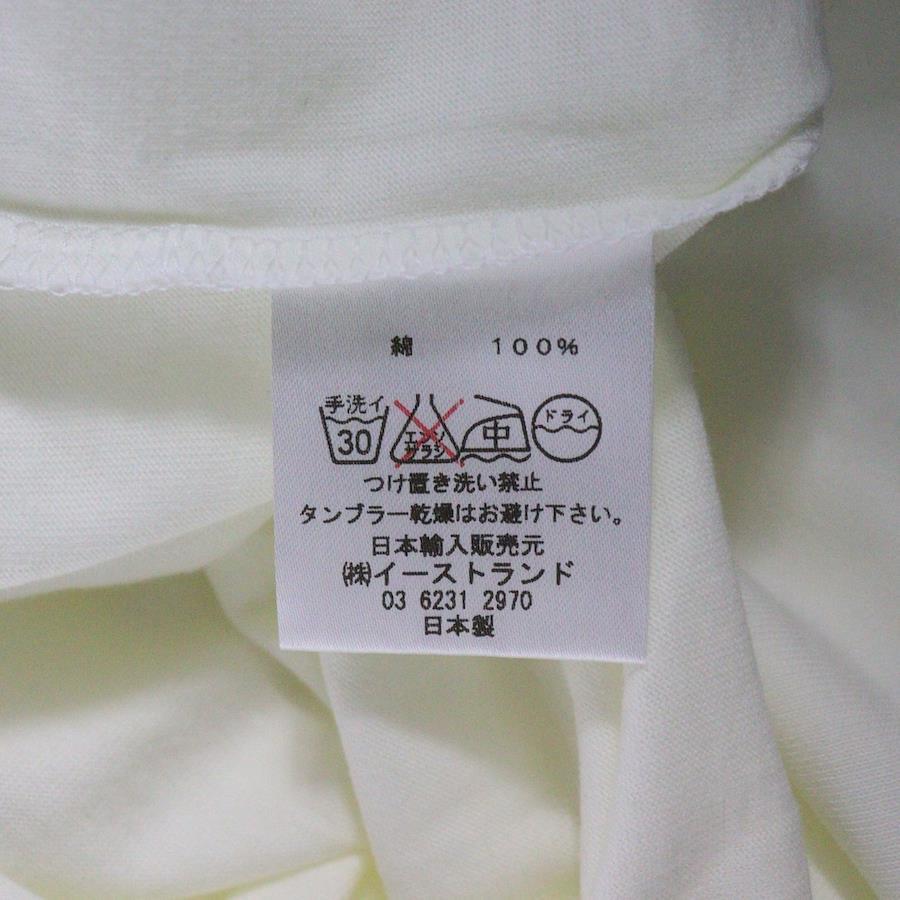 綿 100%
手洗イ
30 エンソ 中 ドライ
サラシ
つけ置き洗い禁止
タンブラー乾燥はお避け下さい。
日本輸入販売元
㈱イーストランド
03 6231 2970
日本製